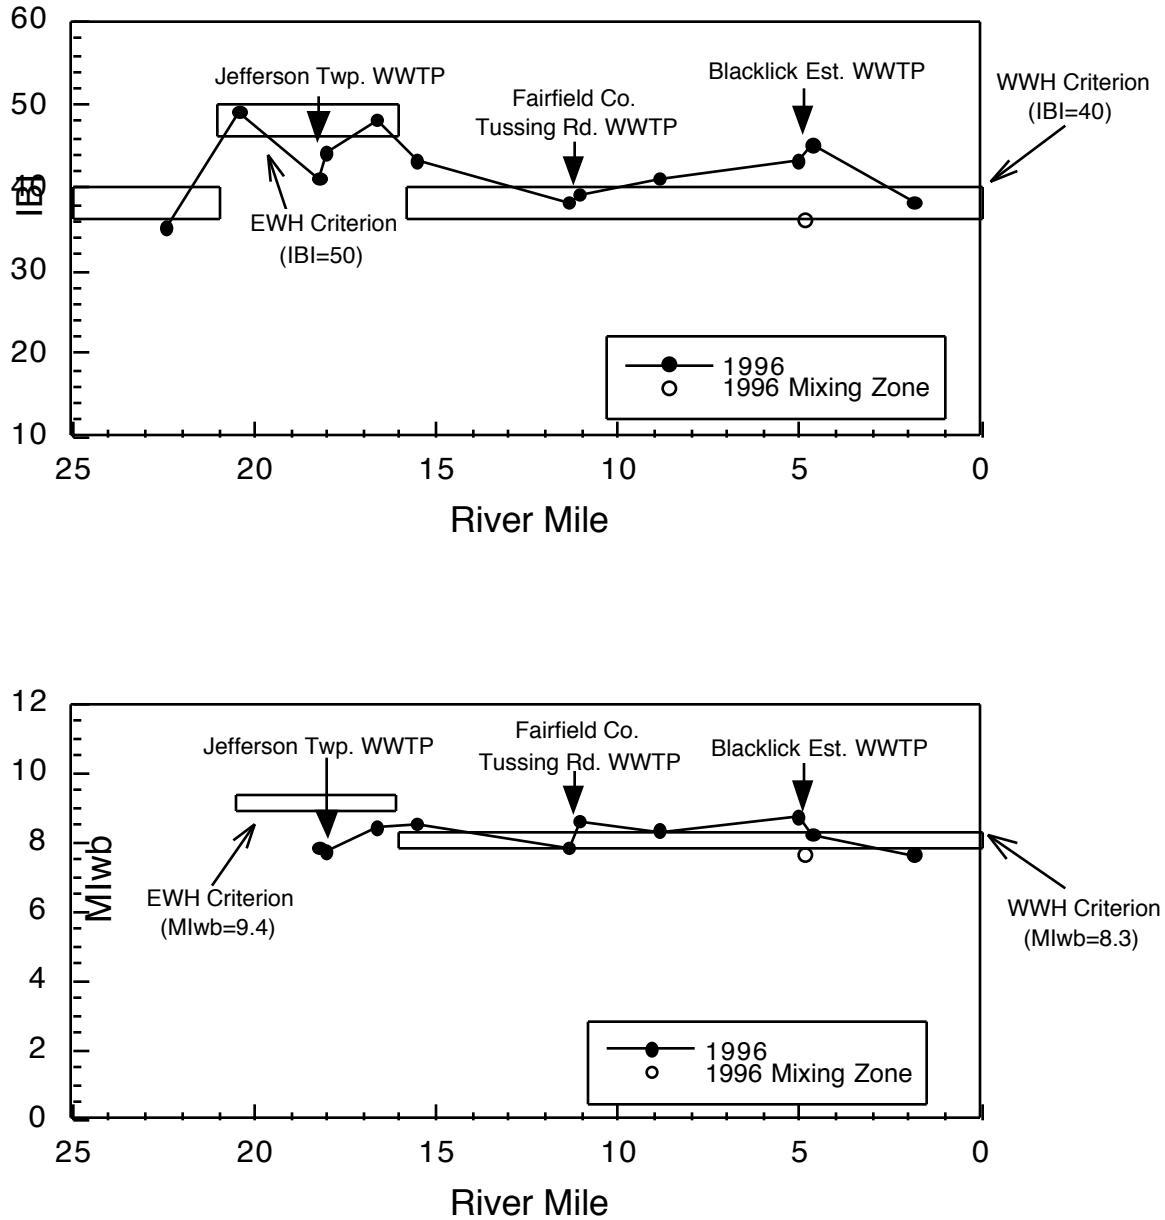 60
50
40
30
20
10
IBI
Jefferson Twp. WWTP
Fairfield Co.
Tussing Rd. WWTP
Blacklick Est. WWTP
WWH Criterion
(IBI=40)
EWH Criterion
(IBI=50)
1996
1996 Mixing Zone
25 20 15 10 5 0
River Mile
12
10
8
6
4
2
0
MIwb
Jefferson Twp. WWTP
Fairfield Co.
Tussing Rd. WWTP
Blacklick Est. WWTP
EWH Criterion
(MIwb=9.4)
WWH Criterion
(MIwb=8.3)
1996
1996 Mixing Zone
25 20 15 10 5 0
River Mile